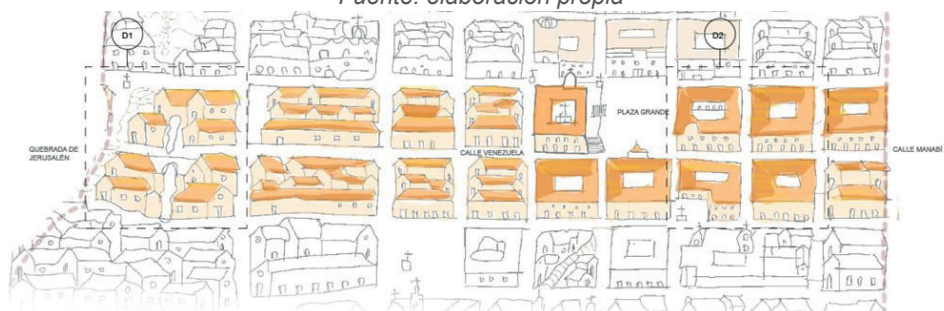 Fuente: elaboración propia
D1
D2
PLAZA GRANDE
QUEBRADA DE
JERUSALÉN
CALLE VENEZUELA
CALLE MANABÍ